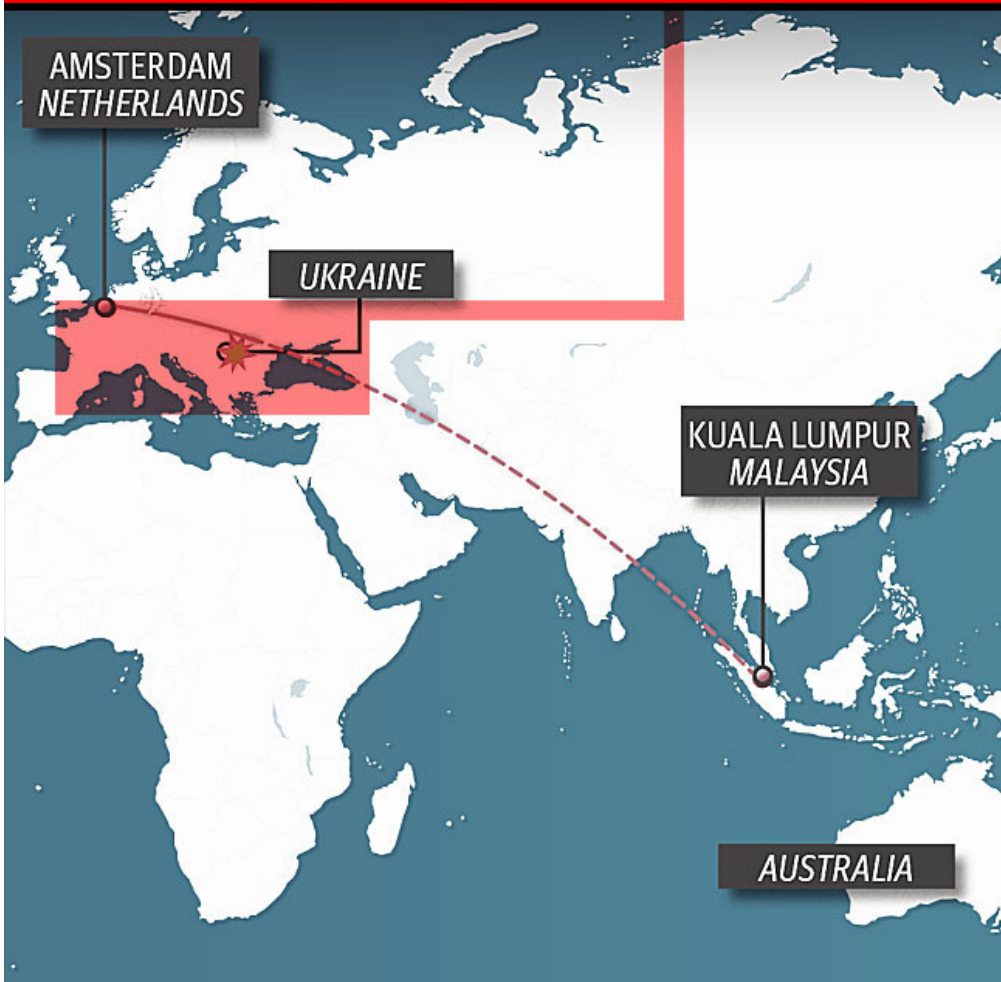 AMSTERDAM
NETHERLANDS
UKRAINE
KUALA LUMPUR
MALAYSIA
AUSTRALIA